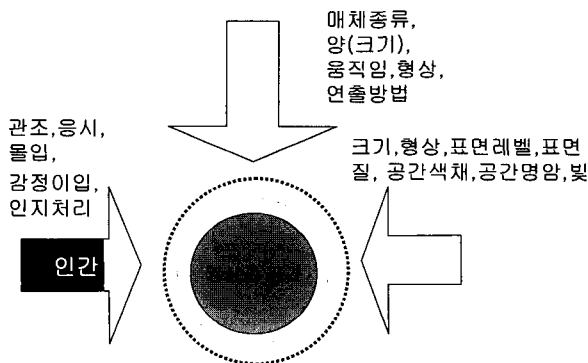 매체종류,
양(크기),
움직임,형상,
연출방법
관조,응시,
몰입,
감정이입,
인지처리
크기,형상,표면레벨,표면
질, 공간색채,공간명암,빛
인간